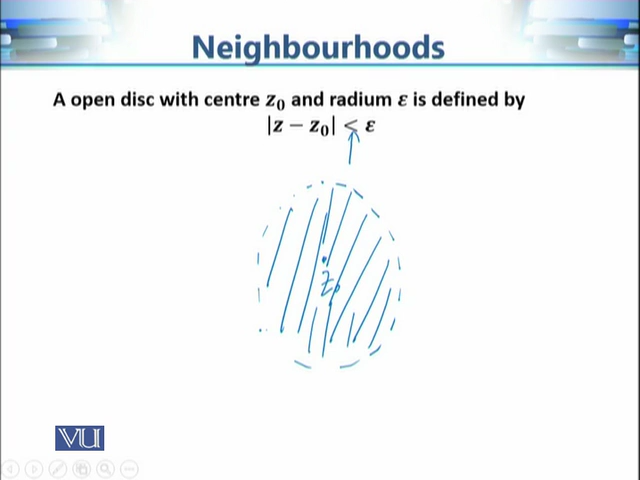 Neighbourhoods
A open disc with centre z₀ and radium ε is defined by
|z − z₀| < ε
z₀
VU